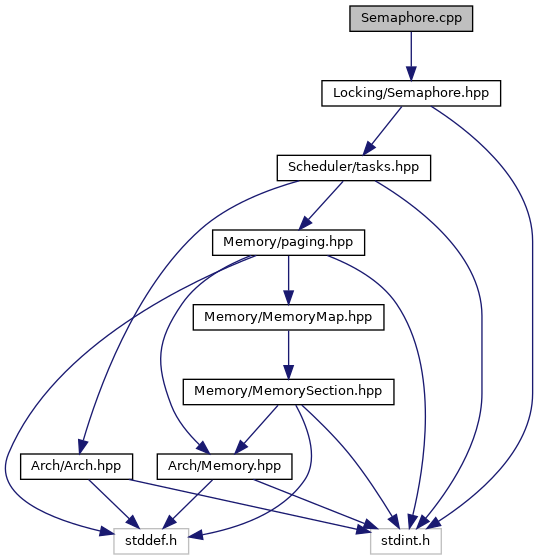 Semaphore.cpp
Locking/Semaphore.hpp
Scheduler/tasks.hpp
Memory/paging.hpp
Memory/MemoryMap.hpp
Memory/MemorySection.hpp
Arch/Arch.hpp
Arch/Memory.hpp
stddef.h
stdint.h